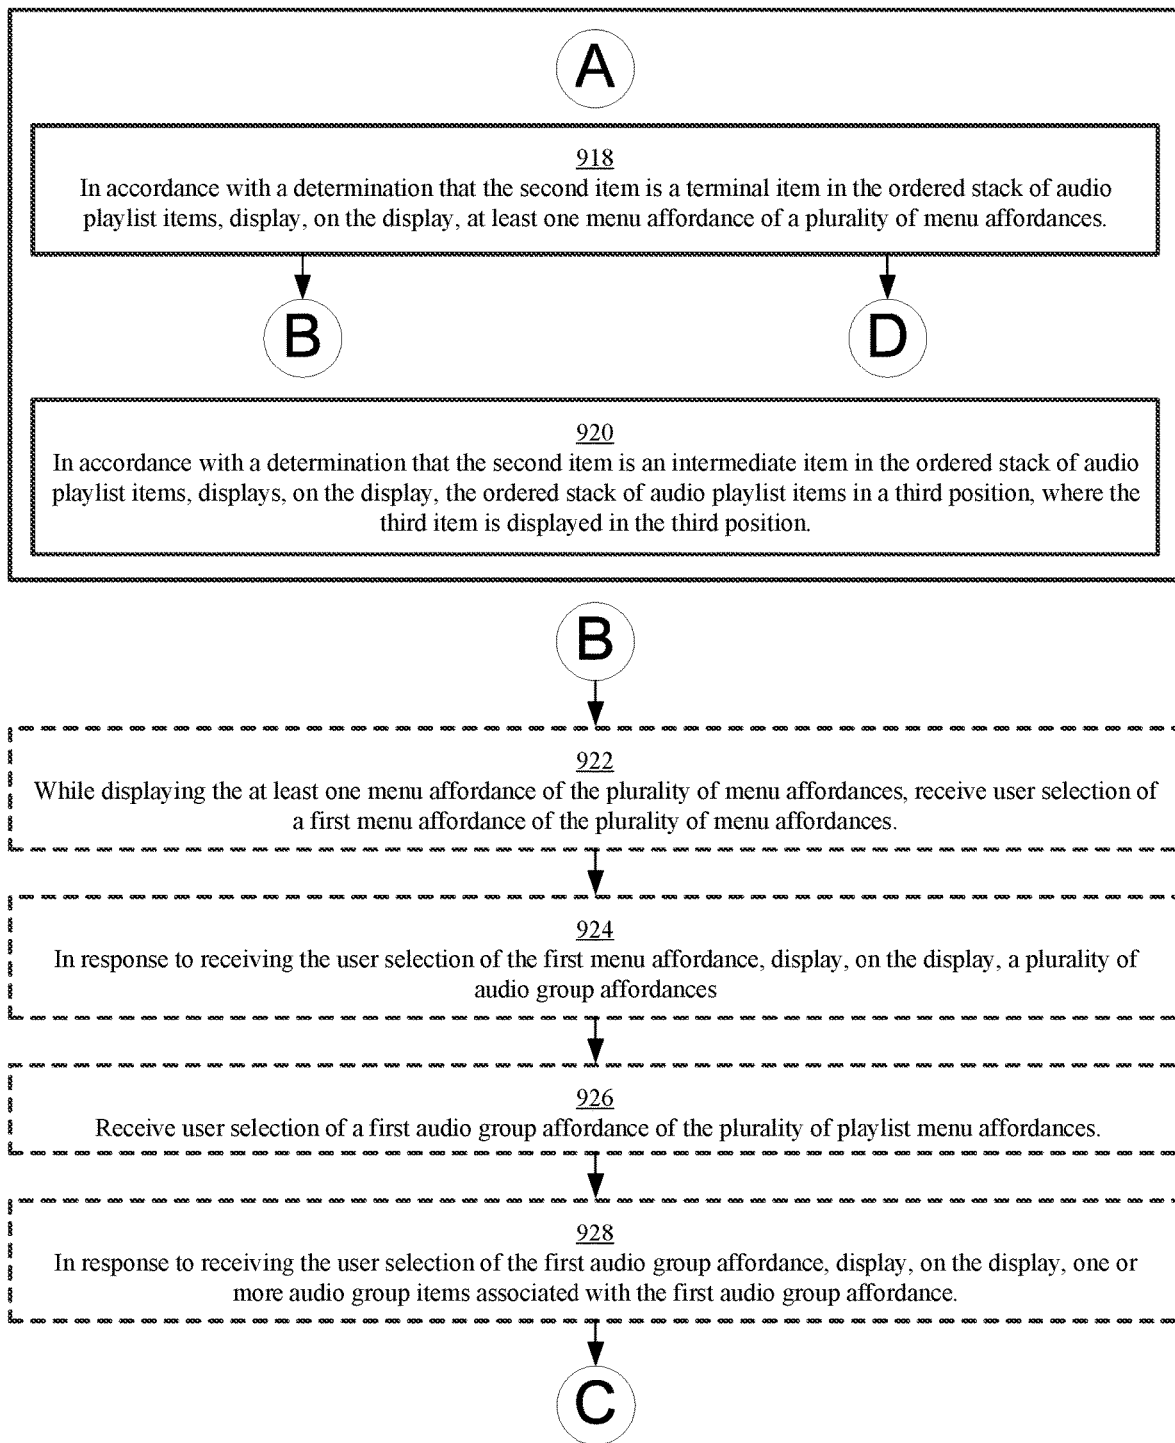 A
918
In accordance with a determination that the second item is a terminal item in the ordered stack of audio
playlist items, display, on the display, at least one menu affordance of a plurality of menu affordances.
B
D
920
In accordance with a determination that the second item is an intermediate item in the ordered stack of audio
playlist items, displays, on the display, the ordered stack of audio playlist items in a third position, where the
third item is displayed in the third position.
B
922
While displaying the at least one menu affordance of the plurality of menu affordances, receive user selection of
a first menu affordance of the plurality of menu affordances.
924
In response to receiving the user selection of the first menu affordance, display, on the display, a plurality of
audio group affordances
926
Receive user selection of a first audio group affordance of the plurality of playlist menu affordances.
928
In response to receiving the user selection of the first audio group affordance, display, on the display, one or
more audio group items associated with the first audio group affordance.
C